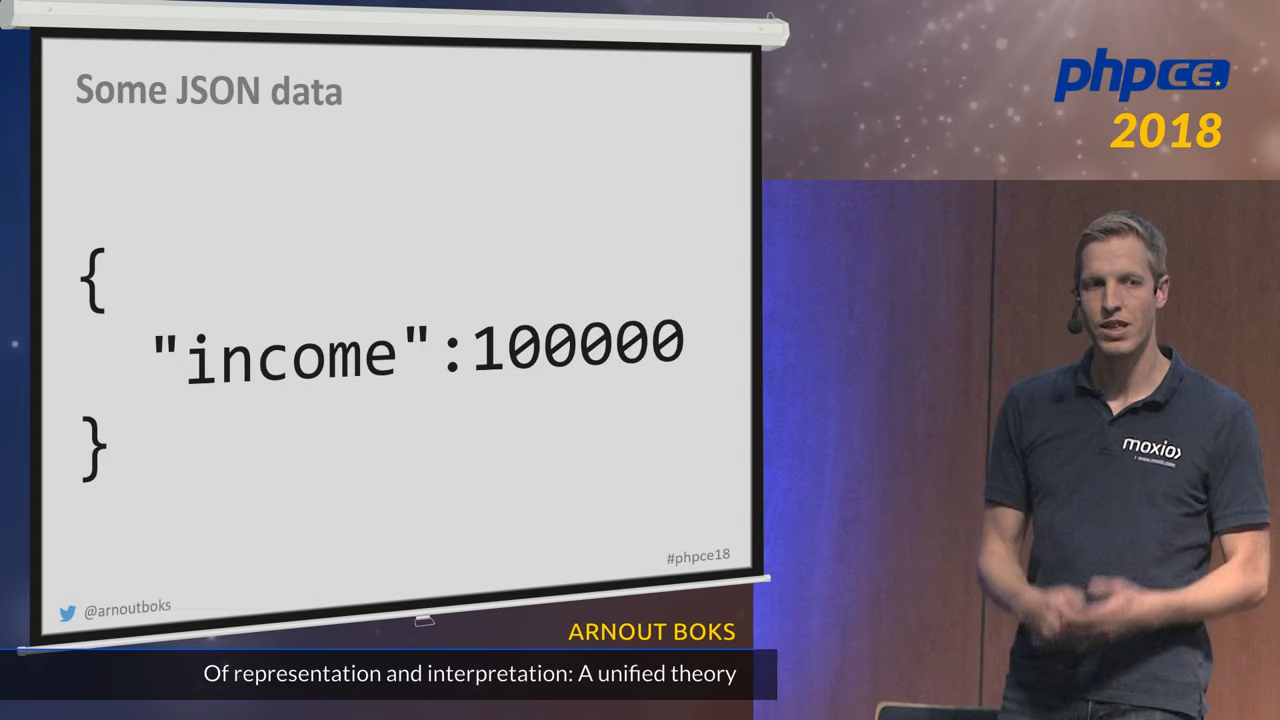 Some JSON data
{
"income":100000
}
#phpce18
@arnoutboks
phpce
2018
moxio
ARNOUT BOKS
Of representation and interpretation: A unified theory